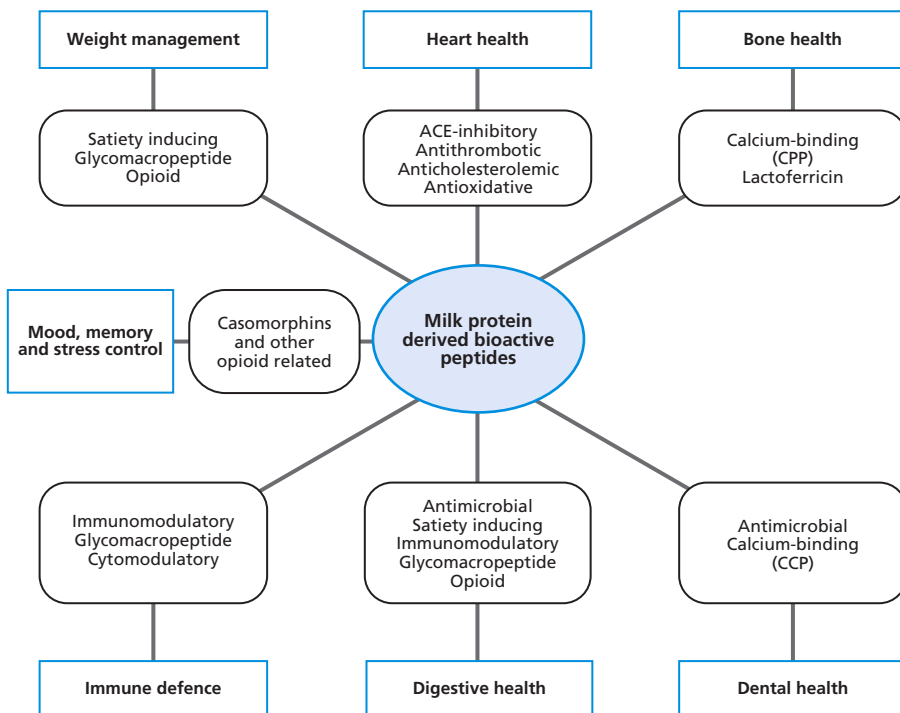 Weight management
Heart health
Bone health
Satiety inducing
Glycomacropeptide
Opioid
ACE-inhibitory
Antithrombotic
Anticholesterolemic
Antioxidative
Calcium-binding
(CPP)
Lactoferricin
Mood, memory
and stress control
Casomorphins
and other
opioid related
Milk protein
derived bioactive
peptides
Immunomodulatory
Glycomacropeptide
Cytomodulatory
Antimicrobial
Satiety inducing
Immunomodulatory
Glycomacropeptide
Opioid
Antimicrobial
Calcium-binding
(CCP)
Immune defence
Digestive health
Dental health